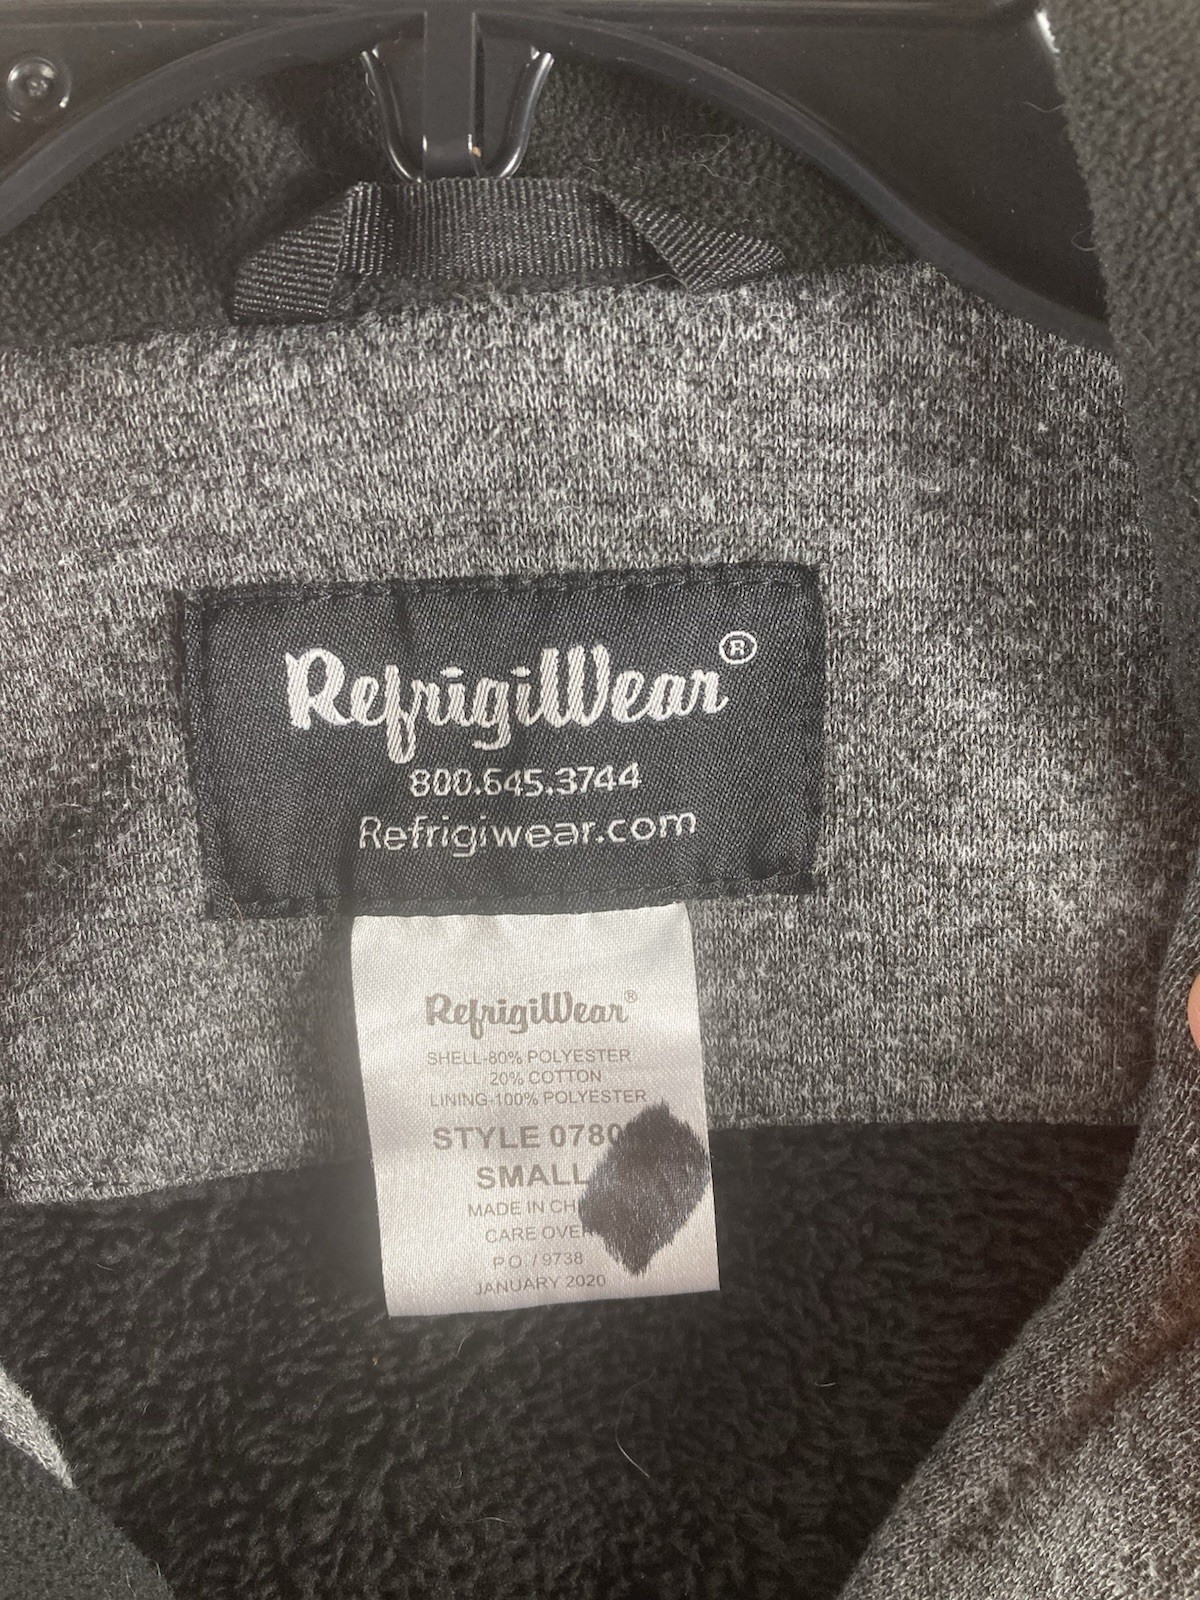 RefrigiWear®
800.645.3744
Refrigiwear.com
RefrigiWear®
SHELL-80% POLYESTER
20% COTTON
LINING-100% POLYESTER
STYLE 0780
SMALL
MADE IN CH
CARE OVER
P.O. / 9738
JANUARY 2020